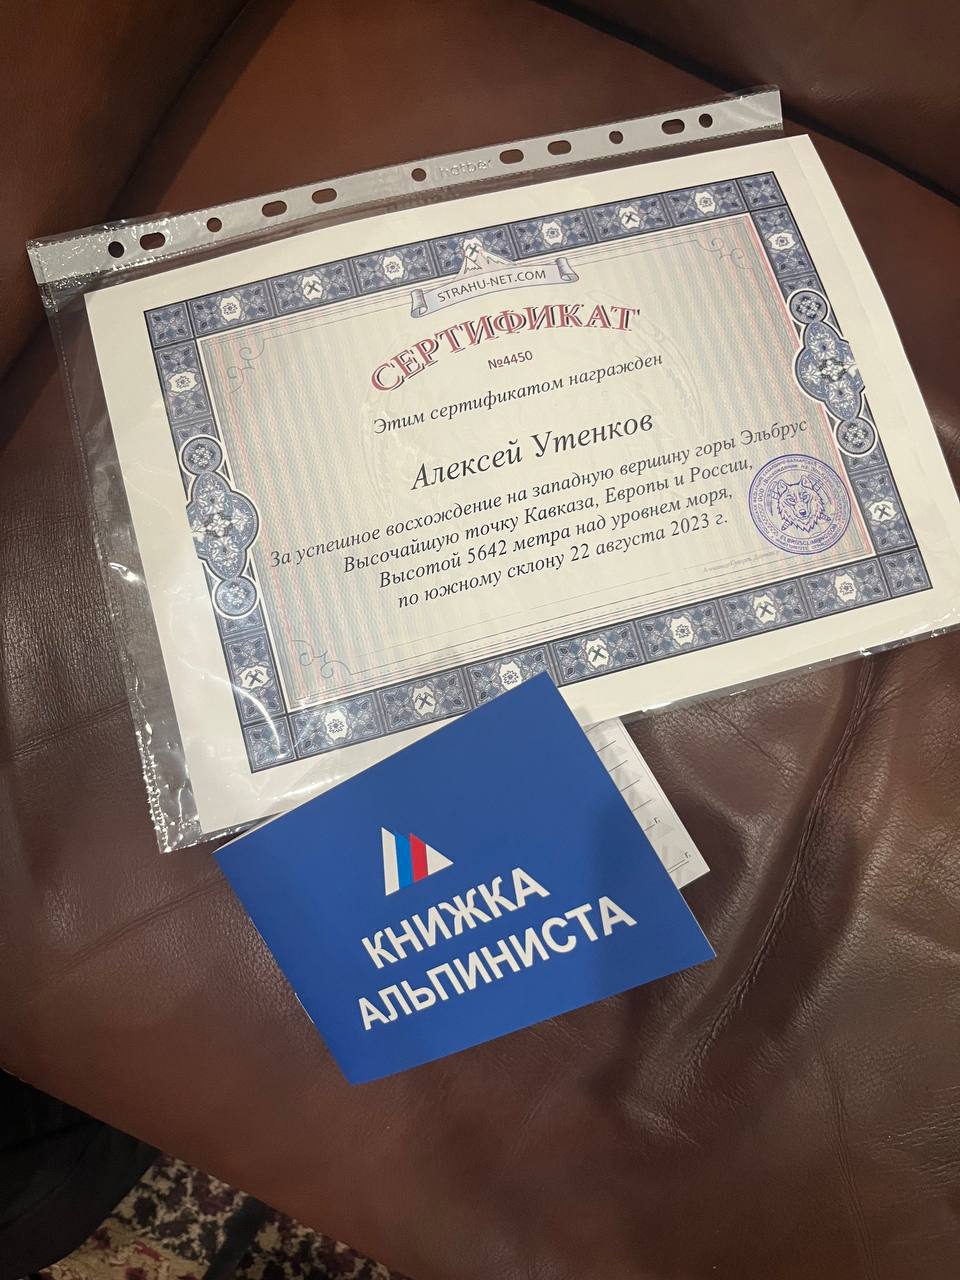 hatber
STRAHU-NET.COM
СЕРТИФИКАТ
№4450
Этим сертификатом награжден
Алексей Утенков
За успешное восхождение на западную вершину горы Эльбрус
Высочайшую точку Кавказа, Европы и России,
Высотой 5642 метра над уровнем моря,
по южному склону 22 августа 2023 г.
г.
г.
КНИЖКА
АЛЬПИНИСТА